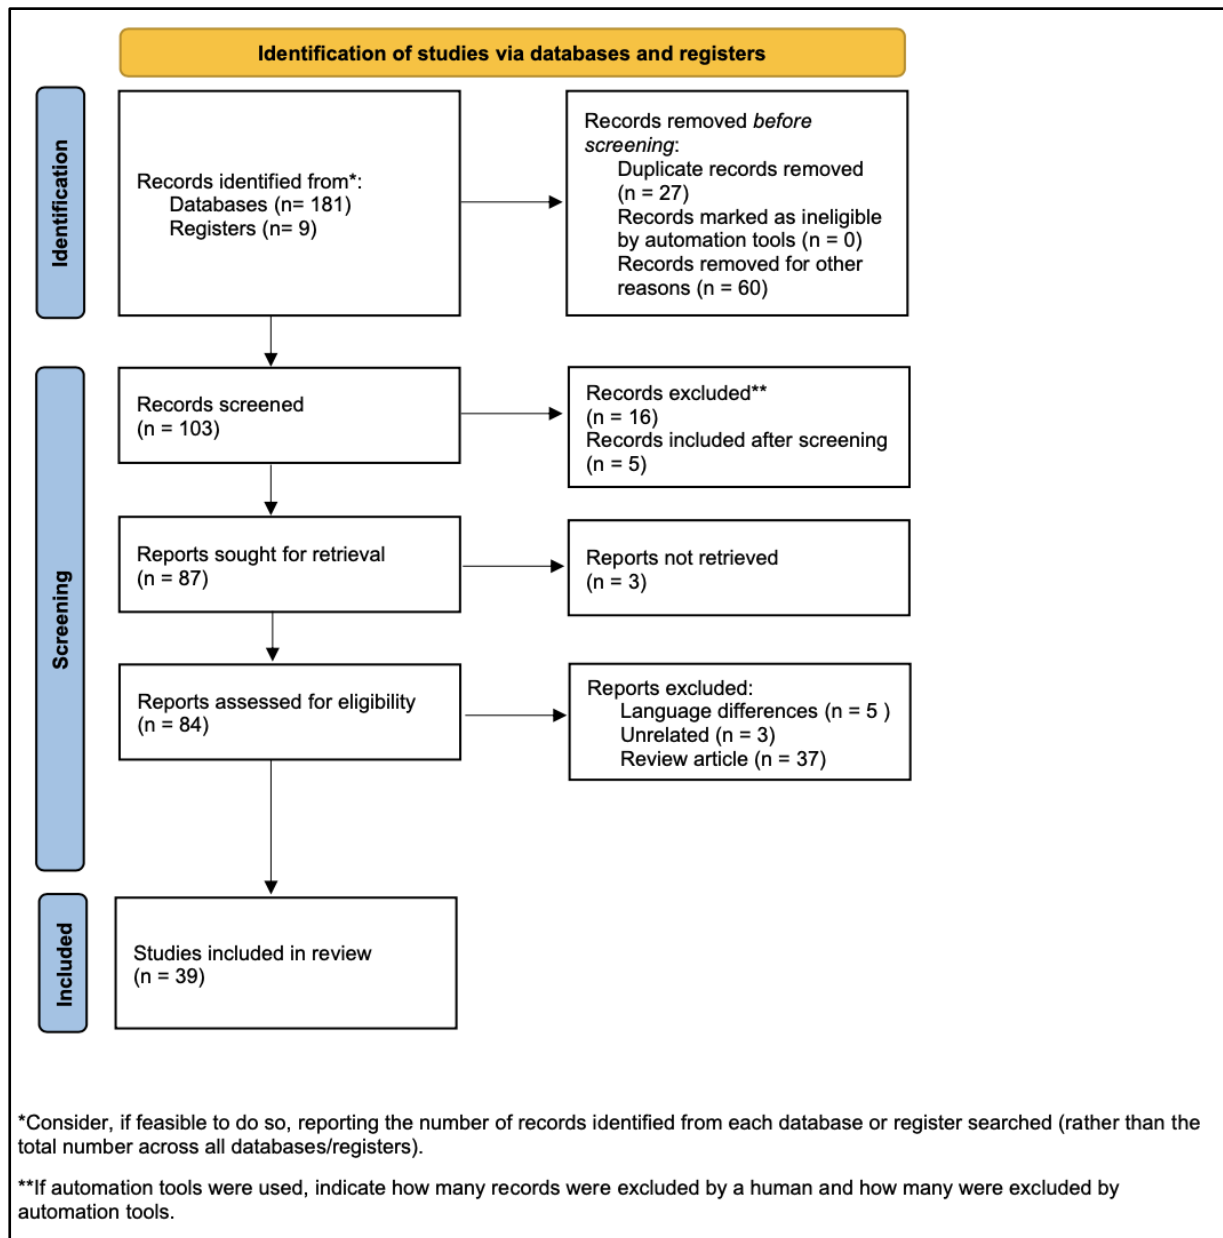 Identification of studies via databases and registers
Identification
Records identified from*:
Databases (n= 181)
Registers (n= 9)
Records removed before
screening:
Duplicate records removed
(n = 27)
Records marked as ineligible
by automation tools (n = 0)
Records removed for other
reasons (n = 60)
Screening
Records screened
(n = 103)
Records excluded**
(n = 16)
Records included after screening
(n = 5)
Reports sought for retrieval
(n = 87)
Reports not retrieved
(n = 3)
Reports assessed for eligibility
(n = 84)
Reports excluded:
Language differences (n = 5 )
Unrelated (n = 3)
Review article (n = 37)
Included
Studies included in review
(n = 39)
*Consider, if feasible to do so, reporting the number of records identified from each database or register searched (rather than the
total number across all databases/registers).
**If automation tools were used, indicate how many records were excluded by a human and how many were excluded by
automation tools.